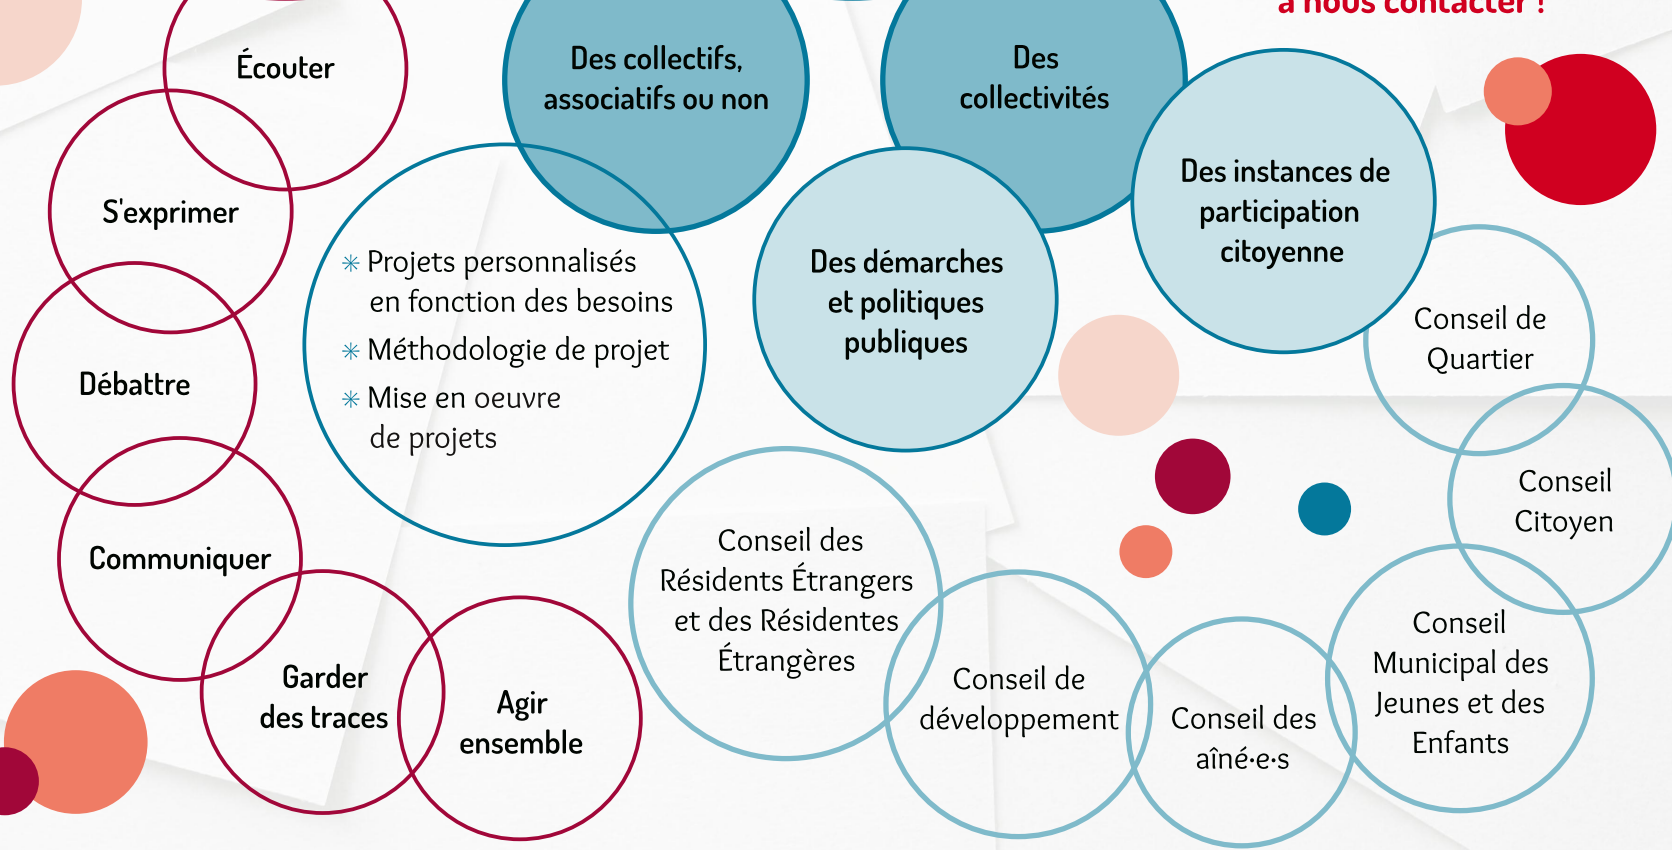 à nous contacter !
Écouter
S'exprimer
Débattre
Communiquer
Garder
des traces
Agir
ensemble
Des collectifs,
associatifs ou non
✳ Projets personnalisés
en fonction des besoins
✳ Méthodologie de projet
✳ Mise en oeuvre
de projets
Des
collectivités
Des démarches
et politiques
publiques
Des instances de
participation
citoyenne
Conseil de
Quartier
Conseil
Citoyen
Conseil
Municipal des
Jeunes et des
Enfants
Conseil des
aîné·e·s
Conseil de
développement
Conseil des
Résidents Étrangers
et des Résidentes
Étrangères